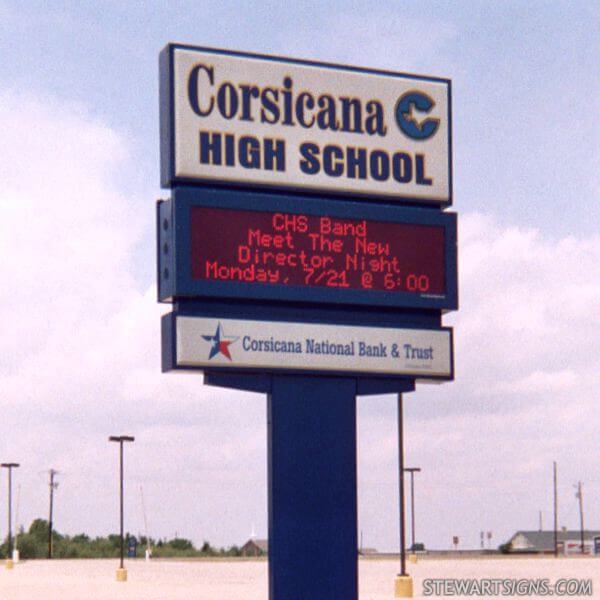 Corsicana
HIGH SCHOOL
CHS Band
Meet The New
Director Night
Monday, 7/21 @ 6:00
Corsicana National Bank & Trust
STEWARTSIGNS.COM